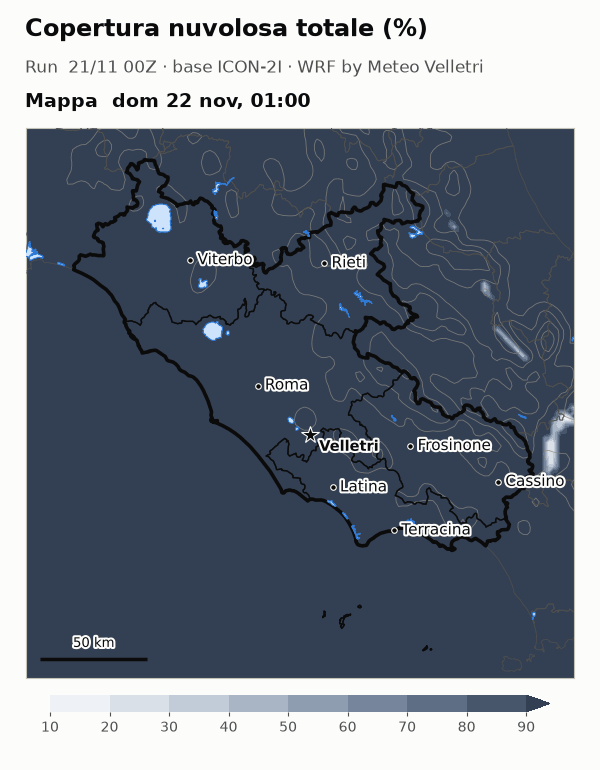 Copertura nuvolosa totale (%)
Run  21/11 00Z · base ICON-2I · WRF by Meteo Velletri
Mappa  dom 22 nov, 01:00
Viterbo
Rieti
Roma
Velletri
Frosinone
Latina
Cassino
Terracina
50 km
10 20 30 40 50 60 70 80 90